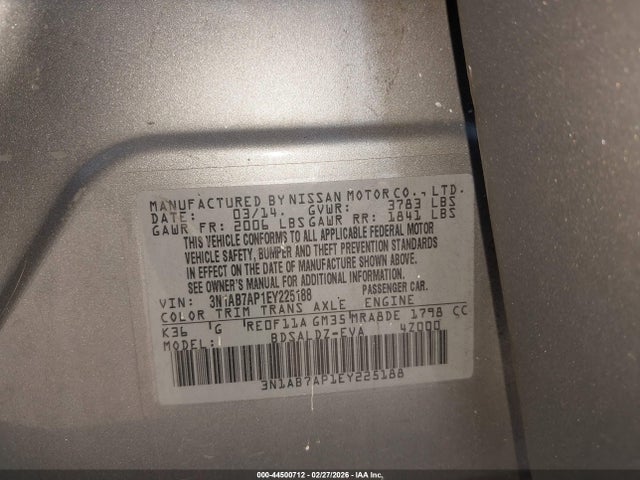 MANUFACTURED BY NISSAN MOTOR CO., LTD.
DATE: 03/14. GVWR: 3783 LBS
GAWR FR: 2006 LBS GAWR RR: 1841 LBS
THIS VEHICLE CONFORMS TO ALL APPLICABLE FEDERAL MOTOR
VEHICLE SAFETY, BUMPER AND THEFT PREVENTION STANDARDS
IN EFFECT ON THE DATE OF MANUFACTURE SHOWN ABOVE.
SEE OWNER'S MANUAL FOR ADDITIONAL INFORMATION.
VIN: 3N1AB7AP1EY225188 PASSENGER CAR.
COLOR TRIM TRANS AXLE ENGINE
K36 G RE0F11A GM35 MRA8DE 1798 CC
MODEL: BDSALDZ-EVA 4Z000
3N1AB7AP1EY225188
000-44500712 - 02/27/2026 - IAA, Inc.